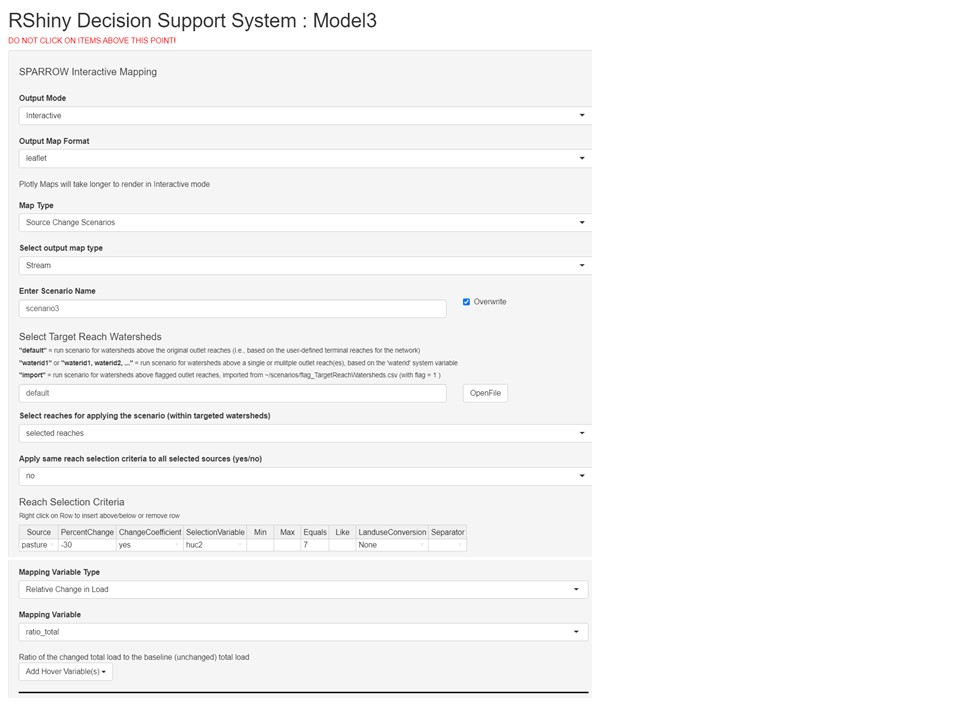 RShiny Decision Support System : Model3
DO NOT CLICK ON ITEMS ABOVE THIS POINT!
SPARROW Interactive Mapping
Output Mode
Interactive
Output Map Format
leaflet
Plotly Maps will take longer to render in Interactive mode
Map Type
Source Change Scenarios
Select output map type
Stream
Enter Scenario Name
scenario3
Overwrite
Select Target Reach Watersheds
"default" = run scenario for watersheds above the original outlet reaches (i.e., based on the user-defined terminal reaches for the network)
"waterid1" or "waterid1, waterid2, ..." = run scenario for watersheds above a single or mulitple outlet reach(es), based on the 'waterid' system variable
"import" = run scenario for watersheds above flagged outlet reaches, imported from ~/scenarios/flag_TargetReachWatersheds.csv (with flag = 1 )
default
OpenFile
Select reaches for applying the scenario (within targeted watersheds)
selected reaches
Apply same reach selection criteria to all selected sources (yes/no)
no
Reach Selection Criteria
Right click on Row to insert above/below or remove row
Source PercentChange ChangeCoefficient SelectionVariable Min Max Equals Like LanduseConversion Separator
pasture -30 yes huc2 7 None
Mapping Variable Type
Relative Change in Load
Mapping Variable
ratio_total
Ratio of the changed total load to the baseline (unchanged) total load
Add Hover Variable(s)